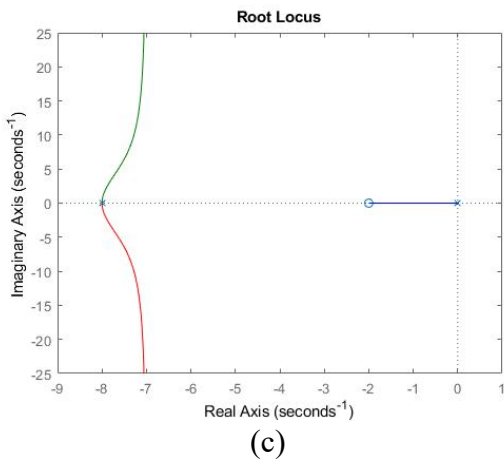 Root Locus
25
20
15
10
5
0
-5
-10
-15
-20
-25
Imaginary Axis (seconds⁻¹)
-9 -8 -7 -6 -5 -4 -3 -2 -1 0 1
Real Axis (seconds⁻¹)
(c)